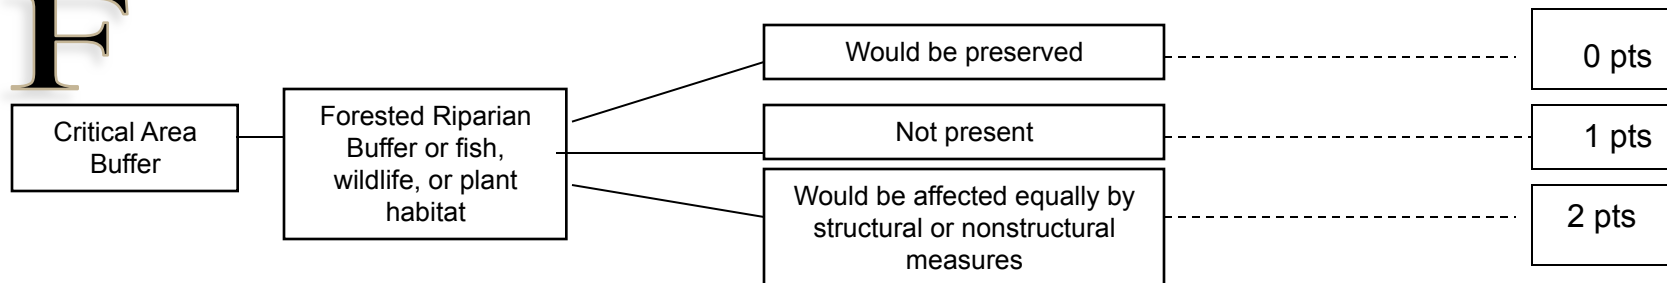 F
Critical Area
Buffer
Forested Riparian
Buffer or fish,
wildlife, or plant
habitat
Would be preserved
0 pts
Not present
1 pts
Would be affected equally by
structural or nonstructural
measures
2 pts